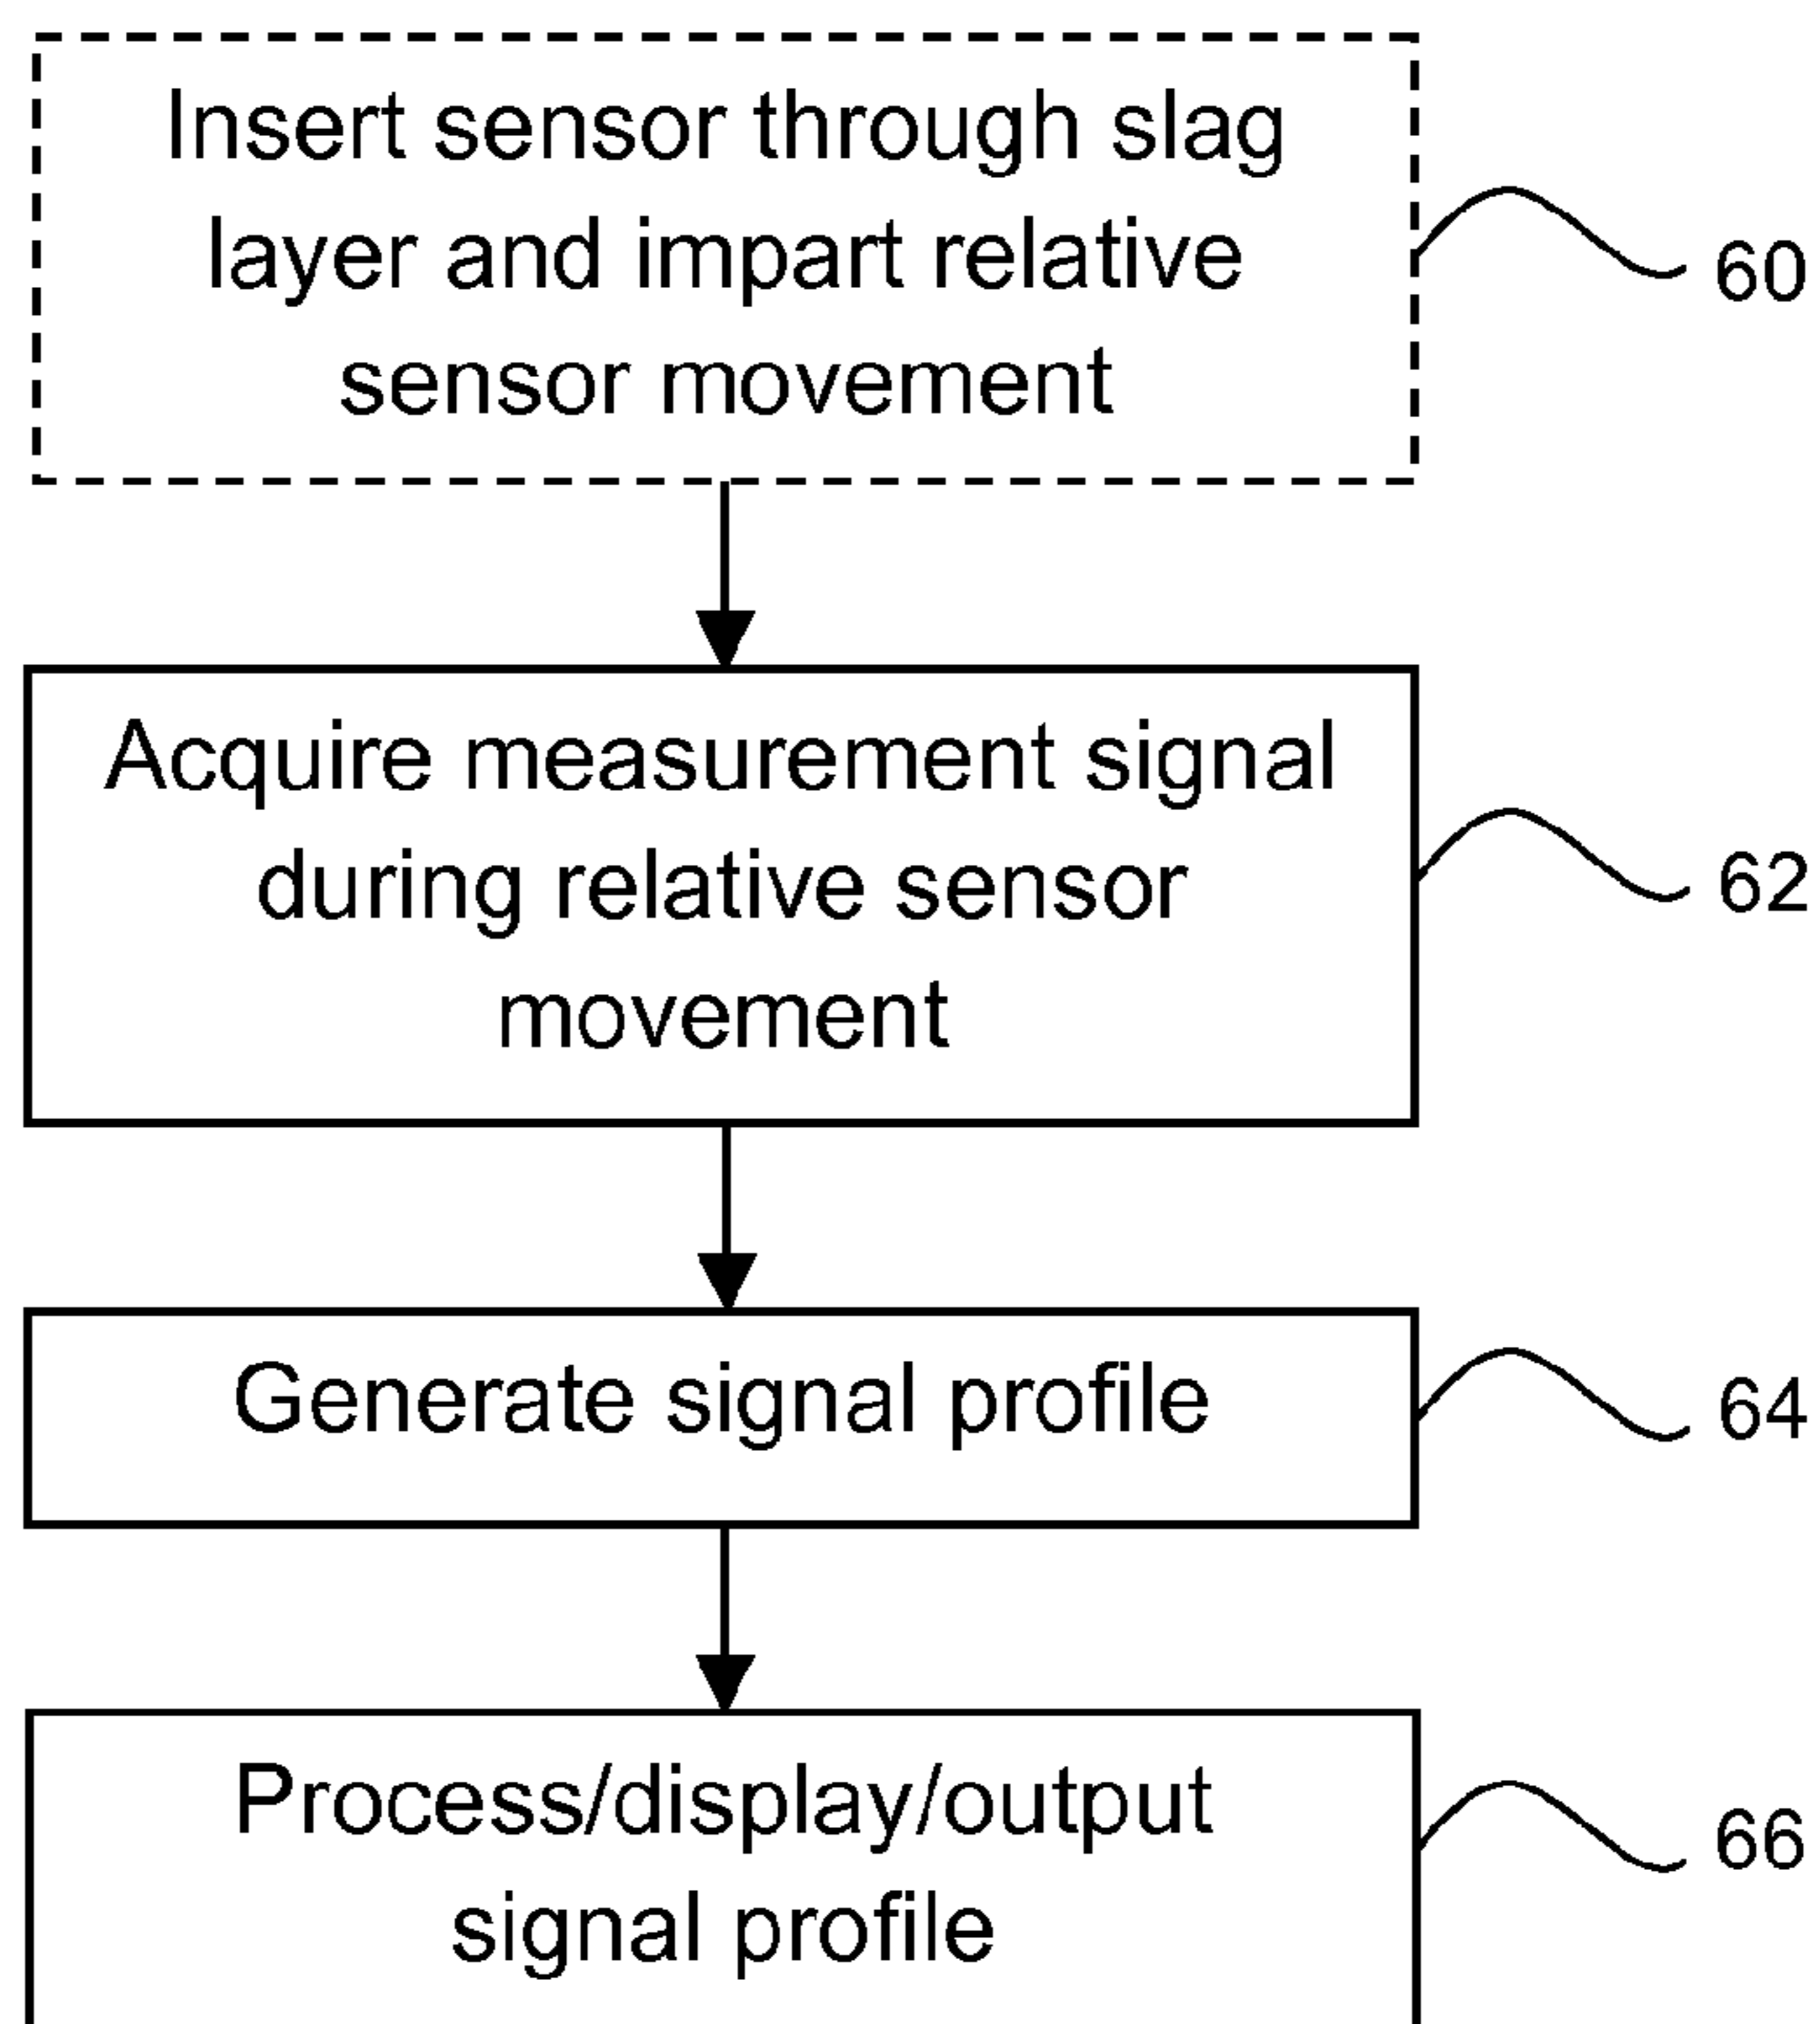 Insert sensor through slag
layer and impart relative
sensor movement
60
Acquire measurement signal
during relative sensor
movement
62
Generate signal profile
64
Process/display/output
signal profile
66